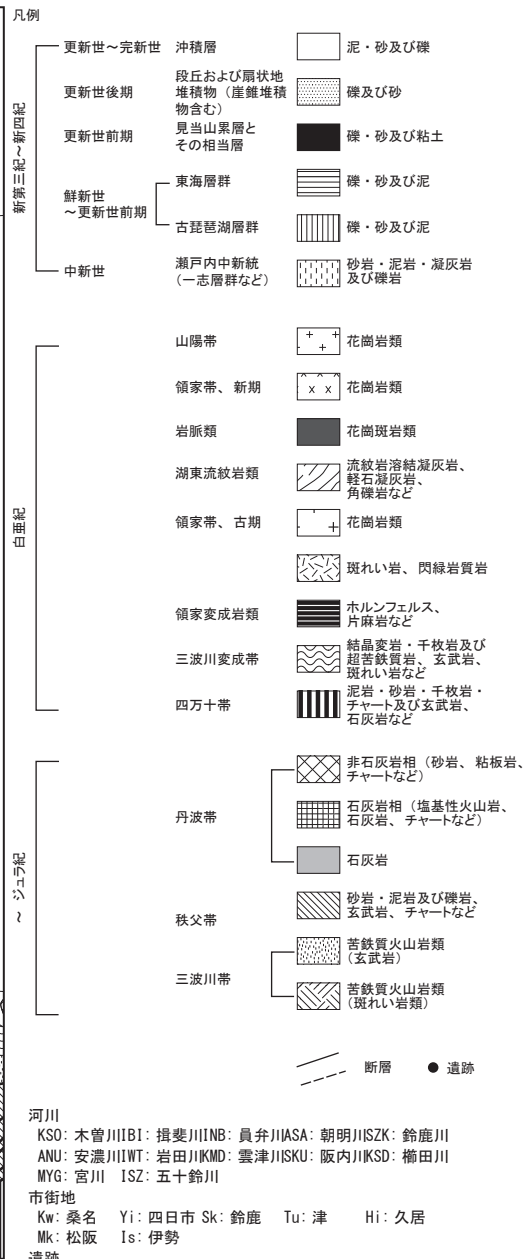 凡例
新第三紀～新四紀
更新世～完新世 沖積層 泥・砂及び礫
更新世後期 段丘および扇状地
堆積物（崖錐堆積
物含む） 礫及び砂
更新世前期 見当山累層と
その相当層 礫・砂及び粘土
鮮新世
～更新世前期 東海層群 礫・砂及び泥
古琵琶湖層群 礫・砂及び泥
中新世 瀬戸内中新統
（一志層群など） 砂岩・泥岩・凝灰岩
及び礫岩
白亜紀
山陽帯 花崗岩類
領家帯、新期 花崗岩類
岩脈類 花崗斑岩類
湖東流紋岩類 流紋岩溶結凝灰岩、
軽石凝灰岩、
角礫岩など
領家帯、古期 花崗岩類
斑れい岩、閃緑岩質岩
領家変成岩類 ホルンフェルス、
片麻岩など
三波川変成帯 結晶変岩・千枚岩及び
超苦鉄質岩、玄武岩、
斑れい岩など
四万十帯 泥岩・砂岩・千枚岩・
チャート及び玄武岩、
石灰岩など
～ ジュラ紀
丹波帯 非石灰岩相（砂岩、粘板岩、
チャートなど）
石灰岩相（塩基性火山岩、
石灰岩、チャートなど）
石灰岩
秩父帯 砂岩・泥岩及び礫岩、
玄武岩、チャートなど
三波川帯 苦鉄質火山岩類
（玄武岩）
苦鉄質火山岩類
（斑れい岩類）
断層 ● 遺跡
河川
KSO: 木曽川IBI: 揖斐川INB: 員弁川ASA: 朝明川SZK: 鈴鹿川
ANU: 安濃川IWT: 岩田川KMD: 雲津川SKU: 阪内川KSD: 櫛田川
MYG: 宮川 ISZ: 五十鈴川
市街地
Kw: 桑名 Yi: 四日市 Sk: 鈴鹿 Tu: 津 Hi: 久居
Mk: 松阪 Is: 伊勢
遺跡